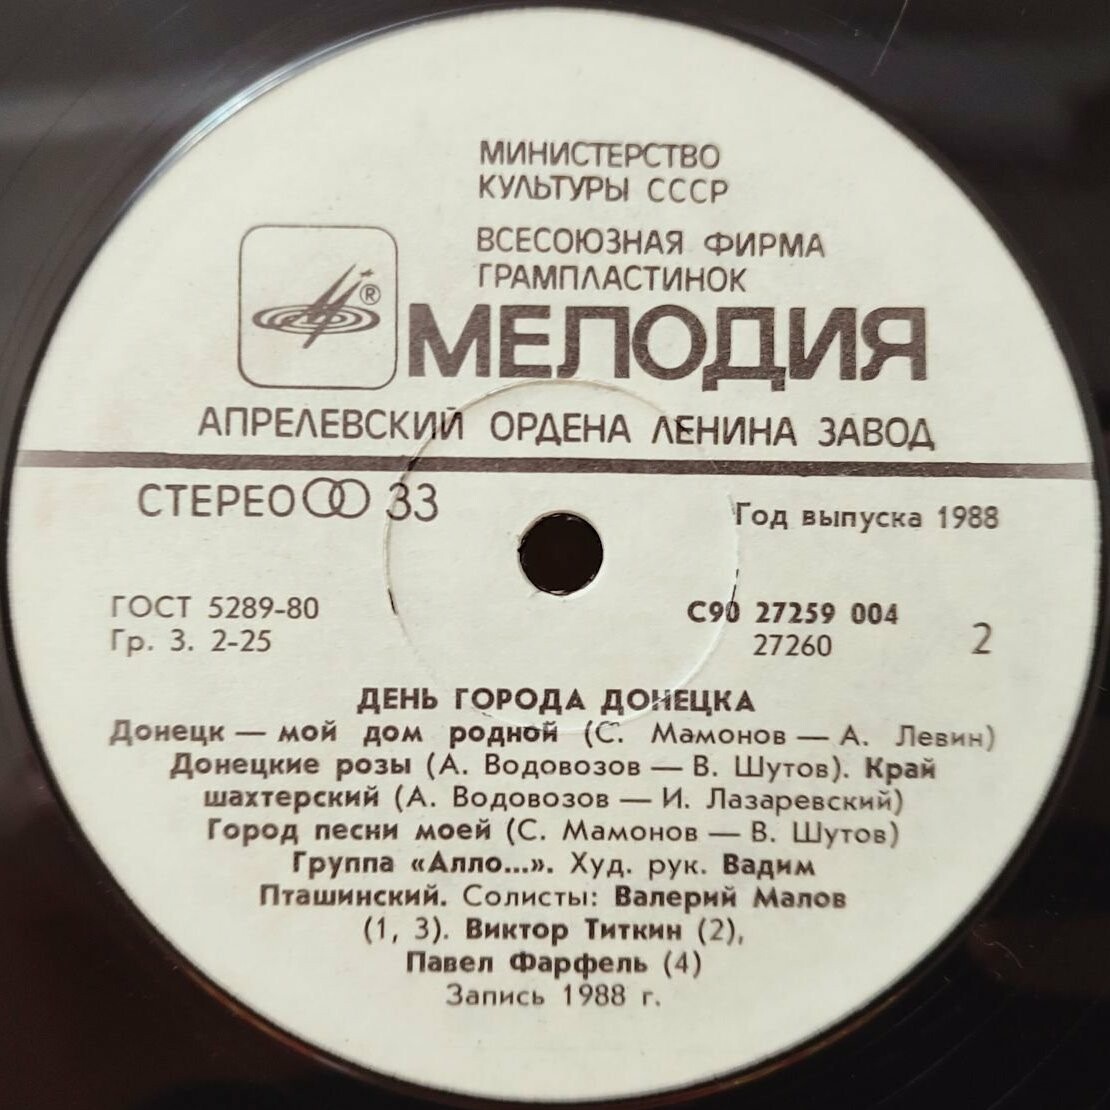 МИНИСТЕРСТВО
КУЛЬТУРЫ СССР
ВСЕСОЮЗНАЯ ФИРМА
ГРАМПЛАСТИНОК
®
МЕЛОДИЯ
АПРЕЛЕВСКИЙ ОРДЕНА ЛЕНИНА ЗАВОД
СТЕРЕО 33
Год выпуска 1988
ГОСТ 5289-80
Гр. 3. 2-25
С90 27259 004
27260
2
ДЕНЬ ГОРОДА ДОНЕЦКА
Донецк — мой дом родной (С. Мамонов — А. Левин)
Донецкие розы (А. Водовозов — В. Шутов). Край
шахтерский (А. Водовозов — И. Лазаревский)
Город песни моей (С. Мамонов — В. Шутов)
Группа «Алло...». Худ. рук. Вадим
Пташинский. Солисты: Валерий Малов
(1, 3). Виктор Титкин (2),
Павел Фарфель (4)
Запись 1988 г.